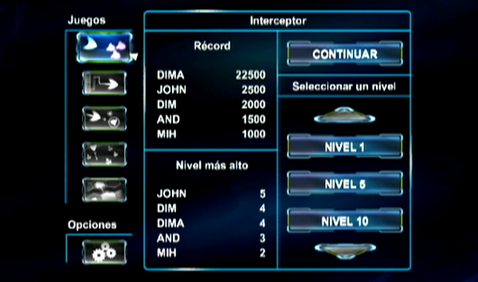 Juegos
Opciones
Interceptor
Récord
DIMA 22500
JOHN 2500
DIM 2000
AND 1500
MIH 1000
Nivel más alto
JOHN 5
DIM 4
DIMA 4
AND 3
MIH 2
CONTINUAR
Seleccionar un nivel
NIVEL 1
NIVEL 5
NIVEL 10